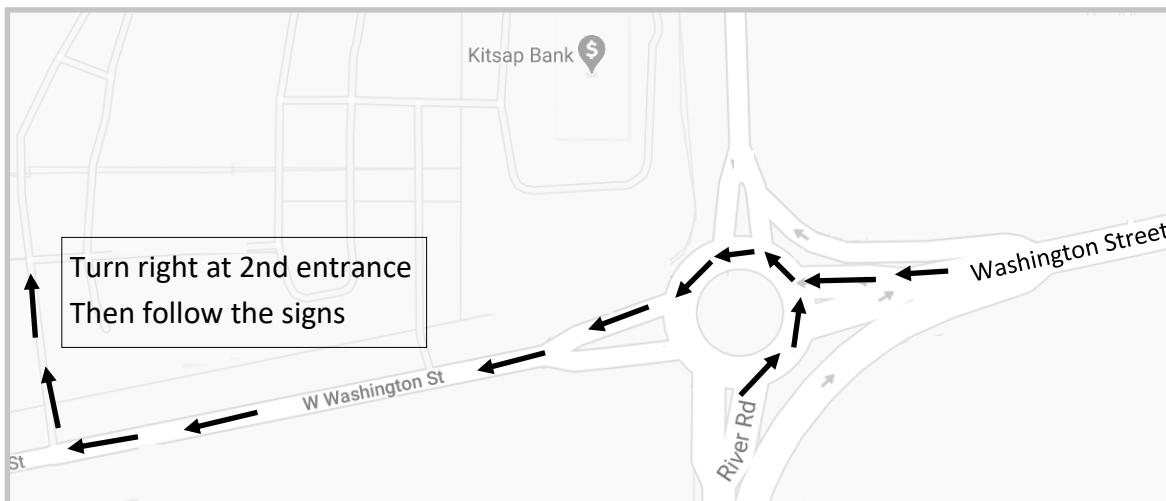 Kitsap Bank
$
Washington Street
Turn right at 2nd entrance
Then follow the signs
W Washington St
River Rd
St